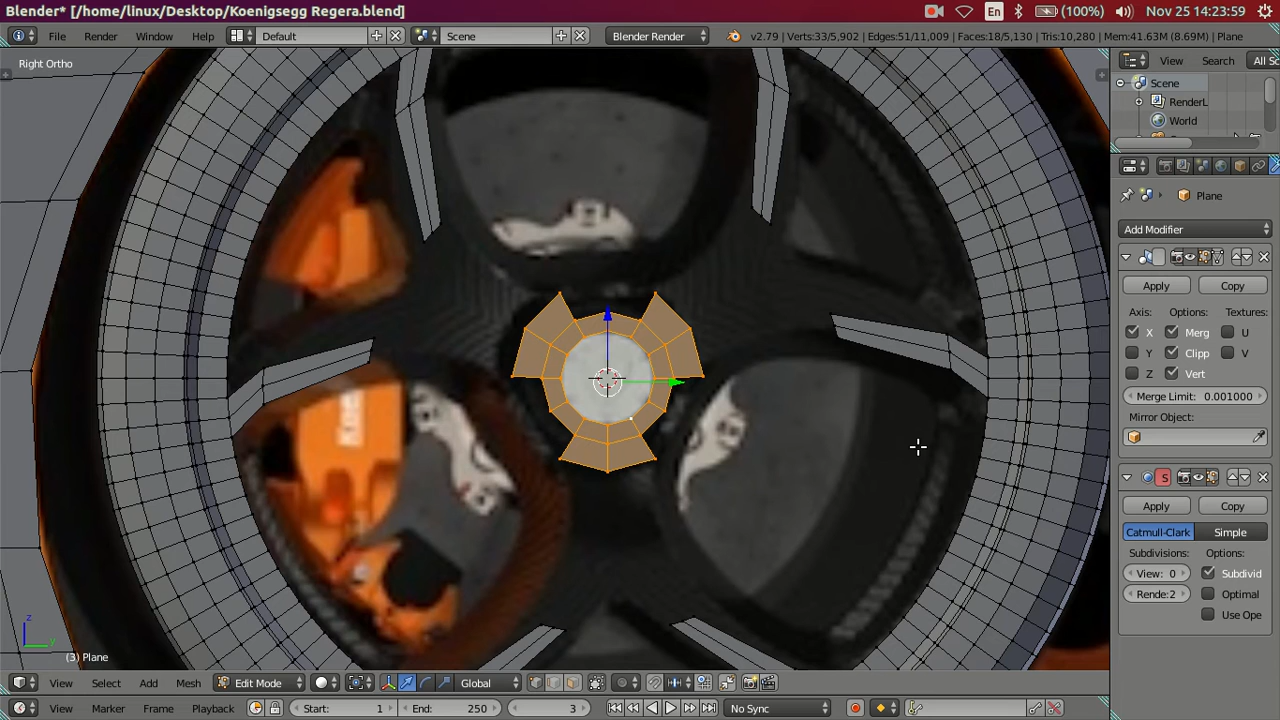 Blender* [/home/linux/Desktop/Koenigsegg Regera.blend]
En
(100%)
Nov 25 14:23:59
File
Render
Window
Help
Default
Scene
Blender Render
v2.79 | Verts:33/5,902 | Edges:51/11,009 | Faces:18/5,130 | Tris:10,280 | Mem:41.63M (8.69M) | Plane
Right Ortho
View
Search
All Sc
Scene
RenderL
World
Plane
Add Modifier
Apply
Copy
Axis:
Options:
Textures:
X
Merg
U
Y
Clipp
V
Z
Vert
Merge Limit: 0.001000
Mirror Object:
S
Apply
Copy
Catmull-Clark
Simple
Subdivisions:
Options:
View: 0
Subdivid
Rende:2
Optimal
Use Ope
z
y
(3) Plane
View
Select
Add
Mesh
Edit Mode
Global
View
Marker
Frame
Playback
Start: 1
End: 250
3
No Sync